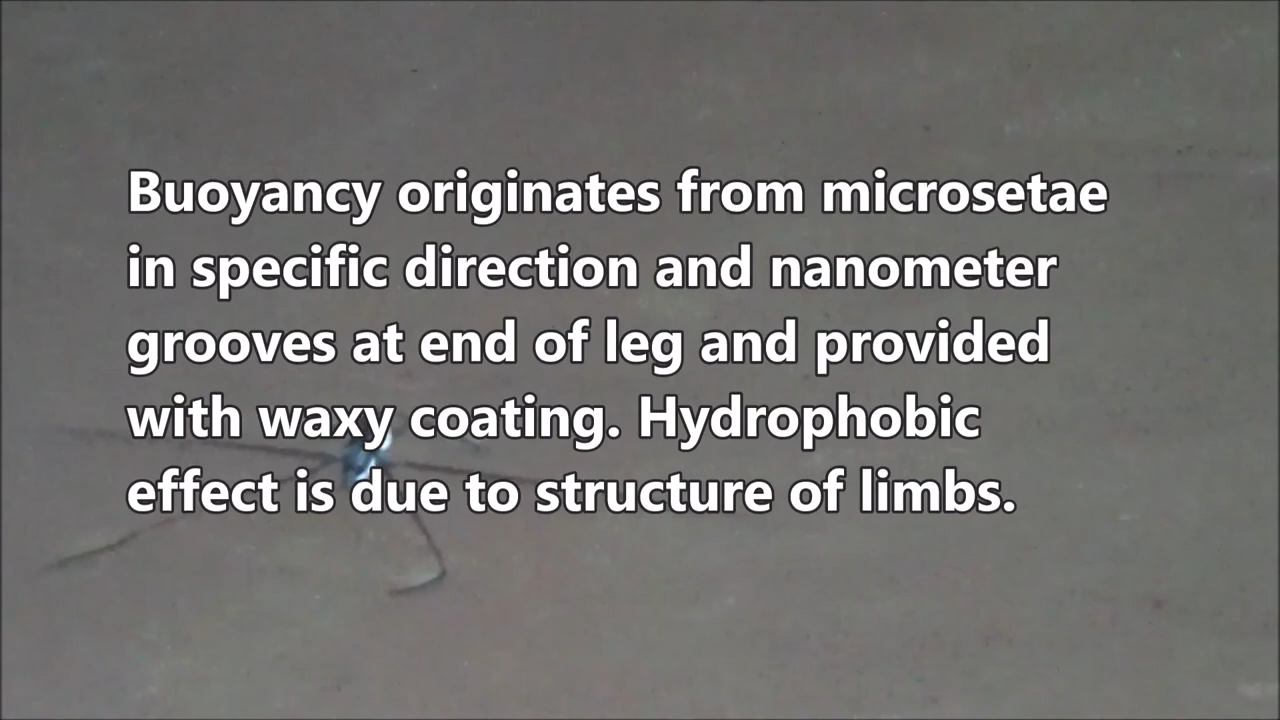 Buoyancy originates from microsetae
in specific direction and nanometer
grooves at end of leg and provided
with waxy coating. Hydrophobic
effect is due to structure of limbs.